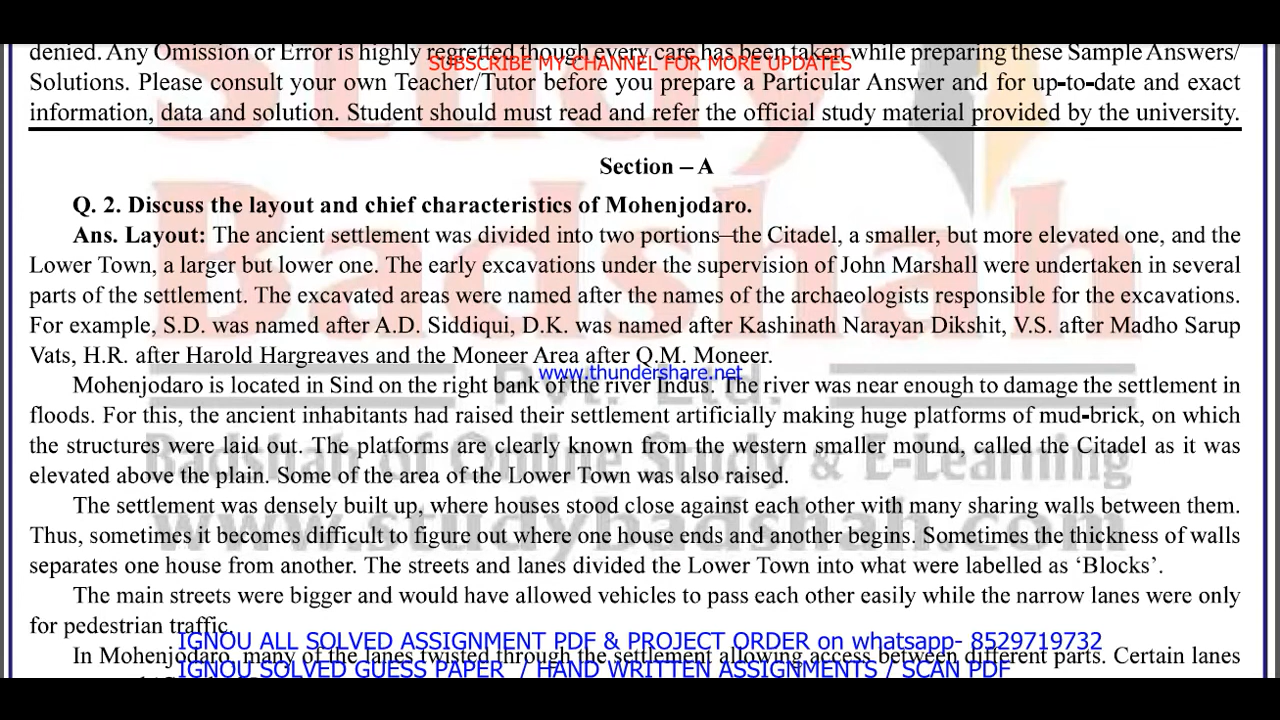 denied. Any Omission or Error is highly regretted though every care has been taken while preparing these Sample Answers/
SUBSCRIBE MY CHANNEL FOR MORE UPDATES
Solutions. Please consult your own Teacher/Tutor before you prepare a Particular Answer and for up-to-date and exact
information, data and solution. Student should must read and refer the official study material provided by the university.
Study
Badshah
Pvt. Ltd.
Badshah of Online Study & E-Learning
www.studybadshah.com
Section – A
Q. 2. Discuss the layout and chief characteristics of Mohenjodaro.
Ans. Layout: The ancient settlement was divided into two portions–the Citadel, a smaller, but more elevated one, and the
Lower Town, a larger but lower one. The early excavations under the supervision of John Marshall were undertaken in several
parts of the settlement. The excavated areas were named after the names of the archaeologists responsible for the excavations.
For example, S.D. was named after A.D. Siddiqui, D.K. was named after Kashinath Narayan Dikshit, V.S. after Madho Sarup
Vats, H.R. after Harold Hargreaves and the Moneer Area after Q.M. Moneer.
www.thundershare.net
Mohenjodaro is located in Sind on the right bank of the river Indus. The river was near enough to damage the settlement in
floods. For this, the ancient inhabitants had raised their settlement artificially making huge platforms of mud-brick, on which
the structures were laid out. The platforms are clearly known from the western smaller mound, called the Citadel as it was
elevated above the plain. Some of the area of the Lower Town was also raised.
The settlement was densely built up, where houses stood close against each other with many sharing walls between them.
Thus, sometimes it becomes difficult to figure out where one house ends and another begins. Sometimes the thickness of walls
separates one house from another. The streets and lanes divided the Lower Town into what were labelled as ‘Blocks’.
The main streets were bigger and would have allowed vehicles to pass each other easily while the narrow lanes were only
for pedestrian traffic.
IGNOU ALL SOLVED ASSIGNMENT PDF & PROJECT ORDER on whatsapp- 8529719732
In Mohenjodaro, many of the lanes twisted through the settlement allowing access between different parts. Certain lanes
IGNOU SOLVED GUESS PAPER / HAND WRITTEN ASSIGNMENTS / SCAN PDF